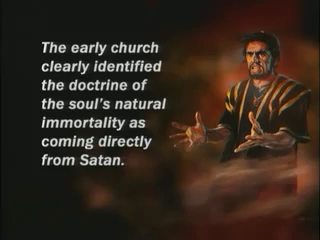 The early church
clearly identified
the doctrine of
the soul's natural
immortality as
coming directly
from Satan.